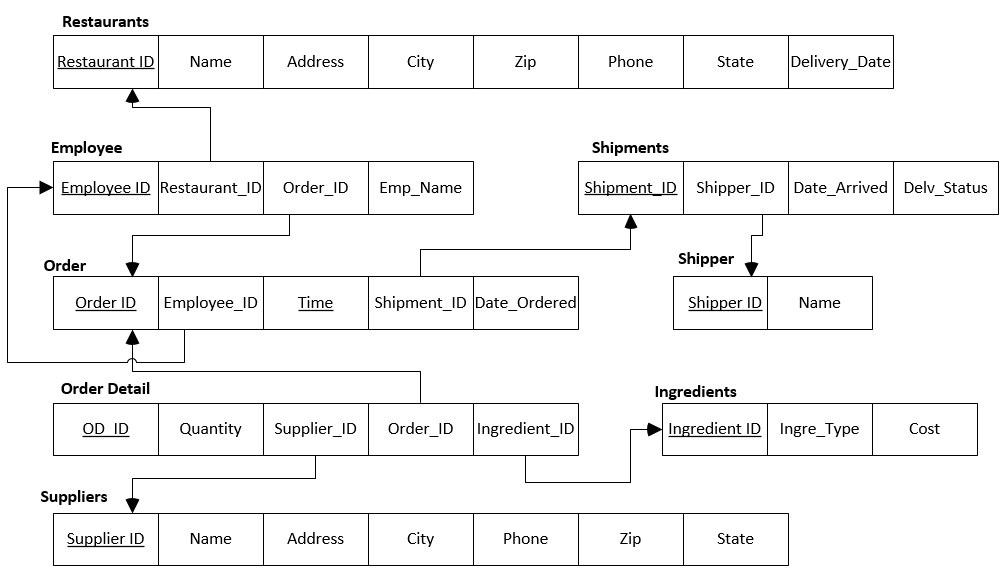 Restaurants
Restaurant ID Name Address City Zip Phone State Delivery_Date
Employee
Employee ID Restaurant_ID Order_ID Emp_Name
Shipments
Shipment_ID Shipper_ID Date_Arrived Delv_Status
Shipper
Shipper ID Name
Order
Order ID Employee_ID Time Shipment_ID Date_Ordered
Order Detail
OD_ID Quantity Supplier_ID Order_ID Ingredient_ID
Ingredients
Ingredient ID Ingre_Type Cost
Suppliers
Supplier ID Name Address City Phone Zip State